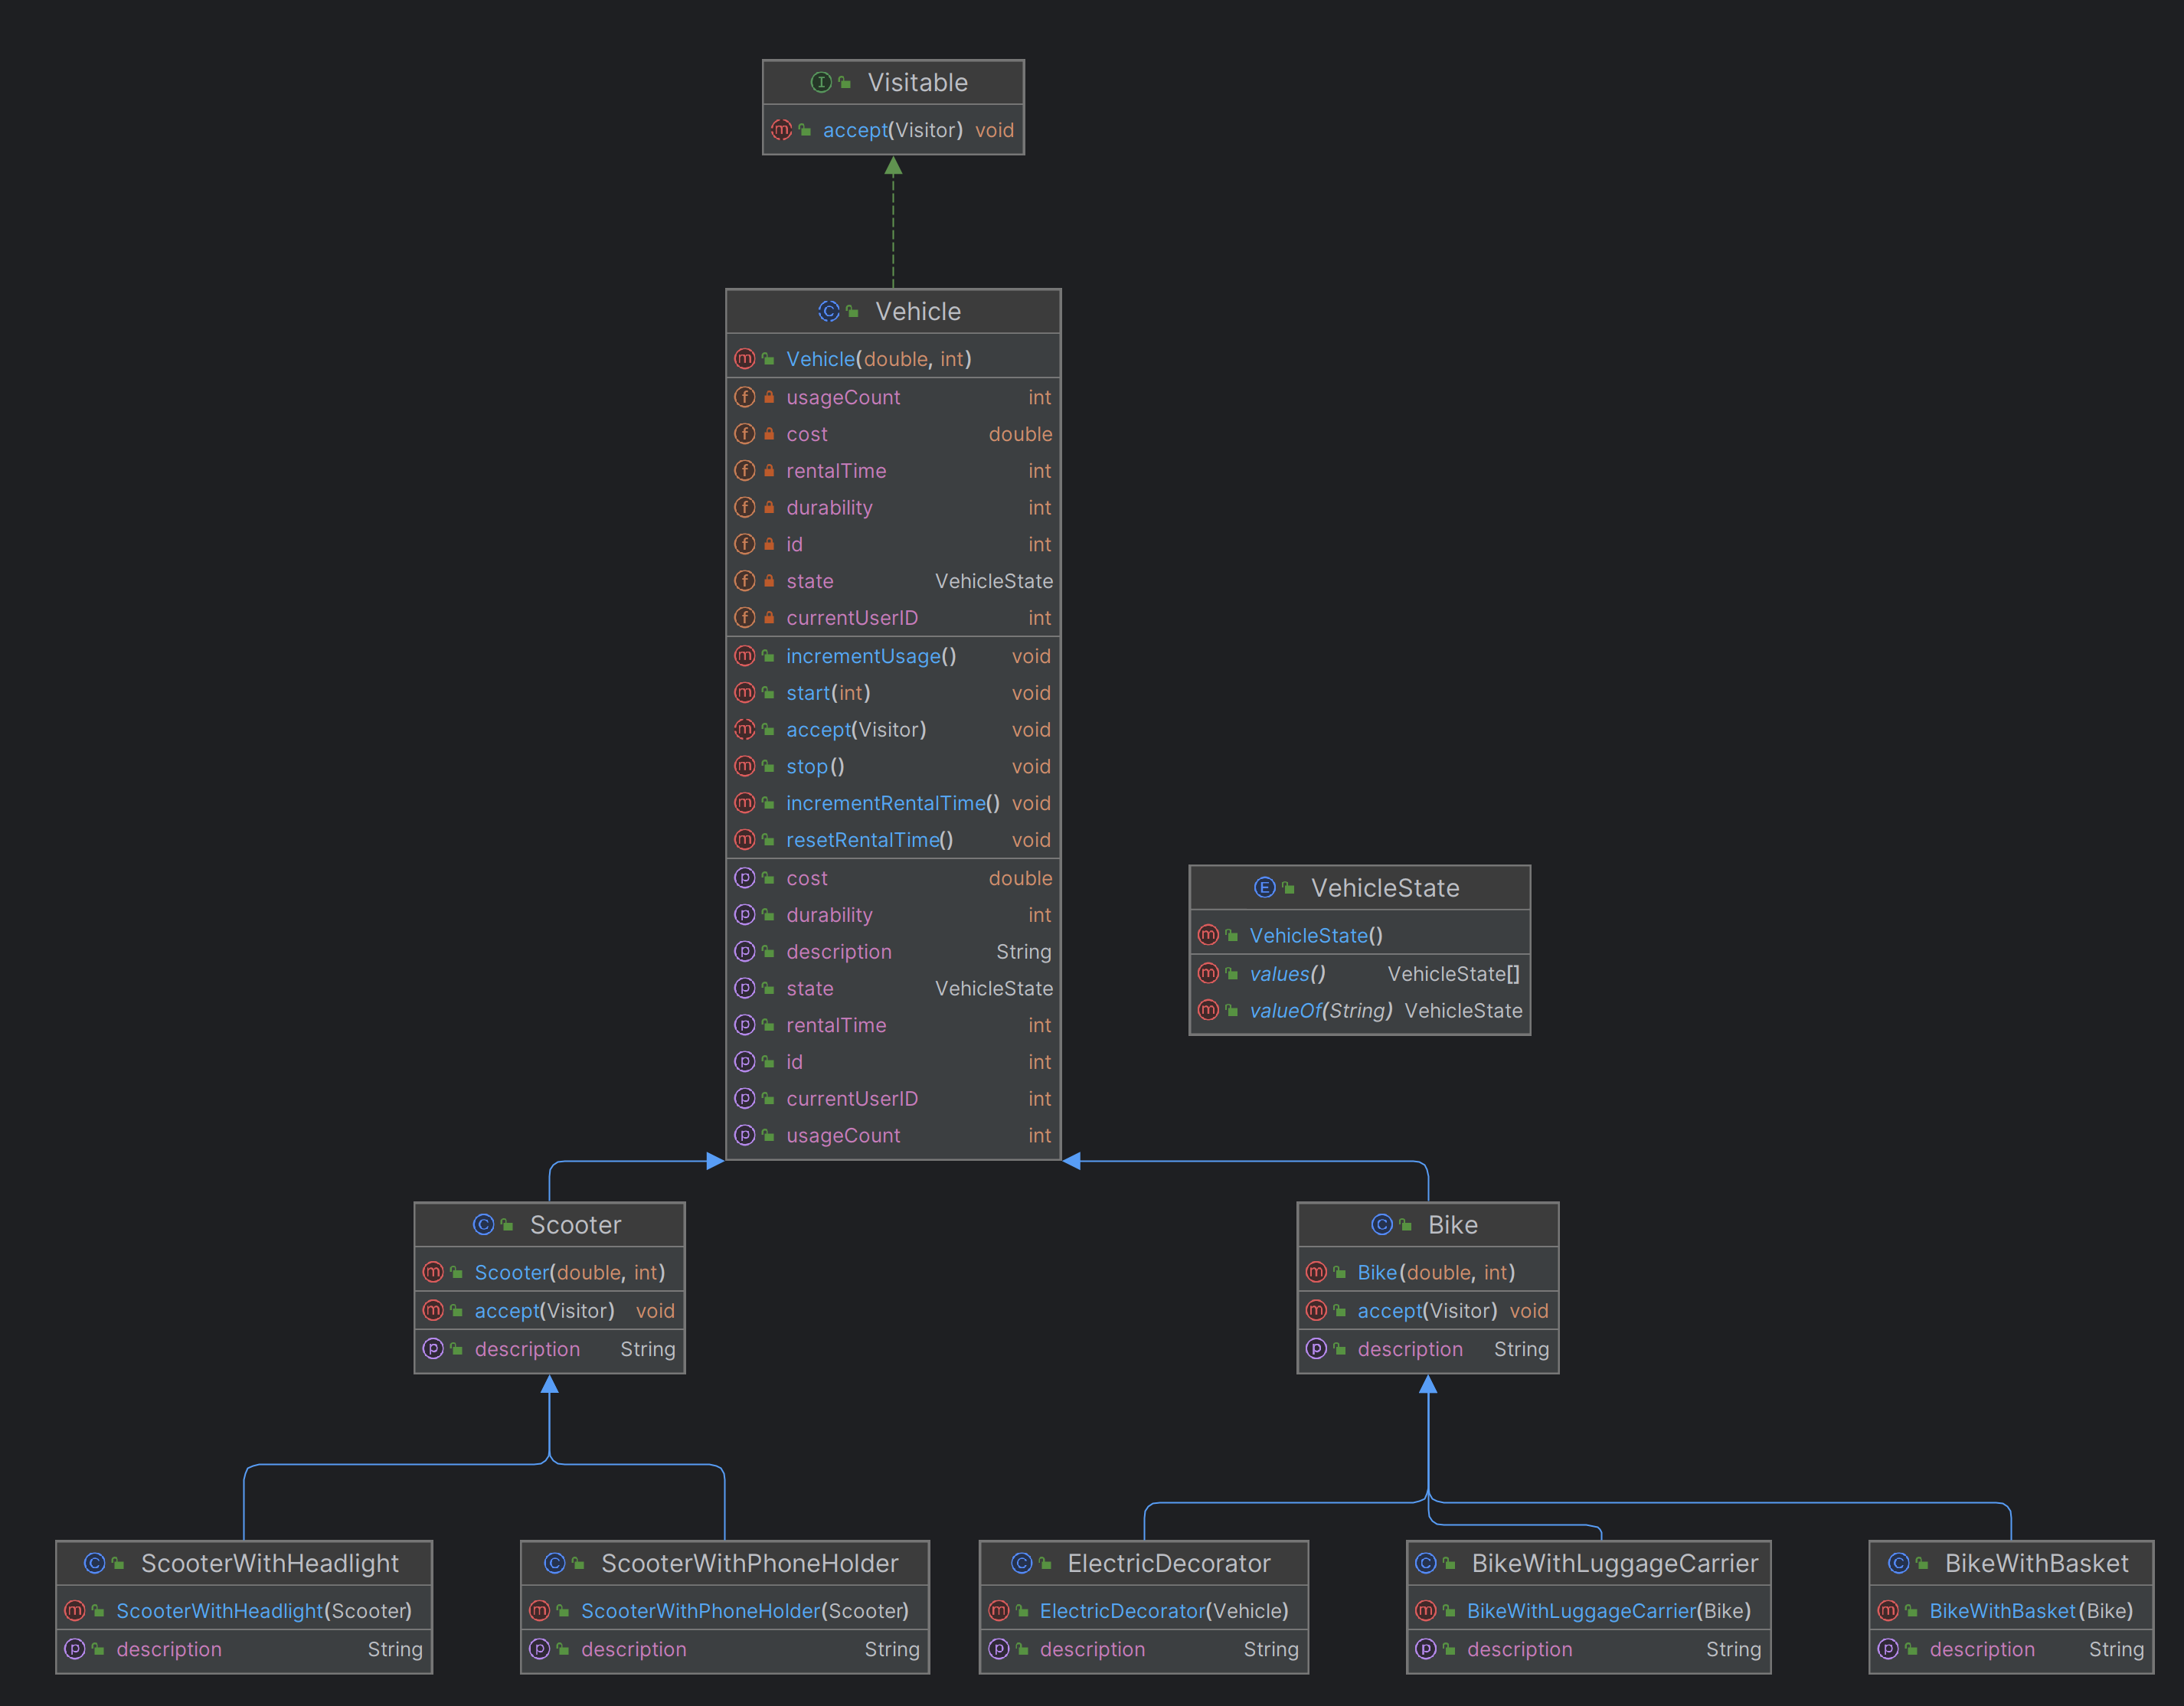 Visitable
accept(Visitor) void
Vehicle
Vehicle(double, int)
usageCount int
cost double
rentalTime int
durability int
id int
state VehicleState
currentUserID int
incrementUsage() void
start(int) void
accept(Visitor) void
stop() void
incrementRentalTime() void
resetRentalTime() void
cost double
durability int
description String
state VehicleState
rentalTime int
id int
currentUserID int
usageCount int
VehicleState
VehicleState()
values() VehicleState[]
valueOf(String) VehicleState
Scooter
Scooter(double, int)
accept(Visitor) void
description String
Bike
Bike(double, int)
accept(Visitor) void
description String
ScooterWithHeadlight
ScooterWithHeadlight(Scooter)
description String
ScooterWithPhoneHolder
ScooterWithPhoneHolder(Scooter)
description String
ElectricDecorator
ElectricDecorator(Vehicle)
description String
BikeWithLuggageCarrier
BikeWithLuggageCarrier(Bike)
description String
BikeWithBasket
BikeWithBasket(Bike)
description String